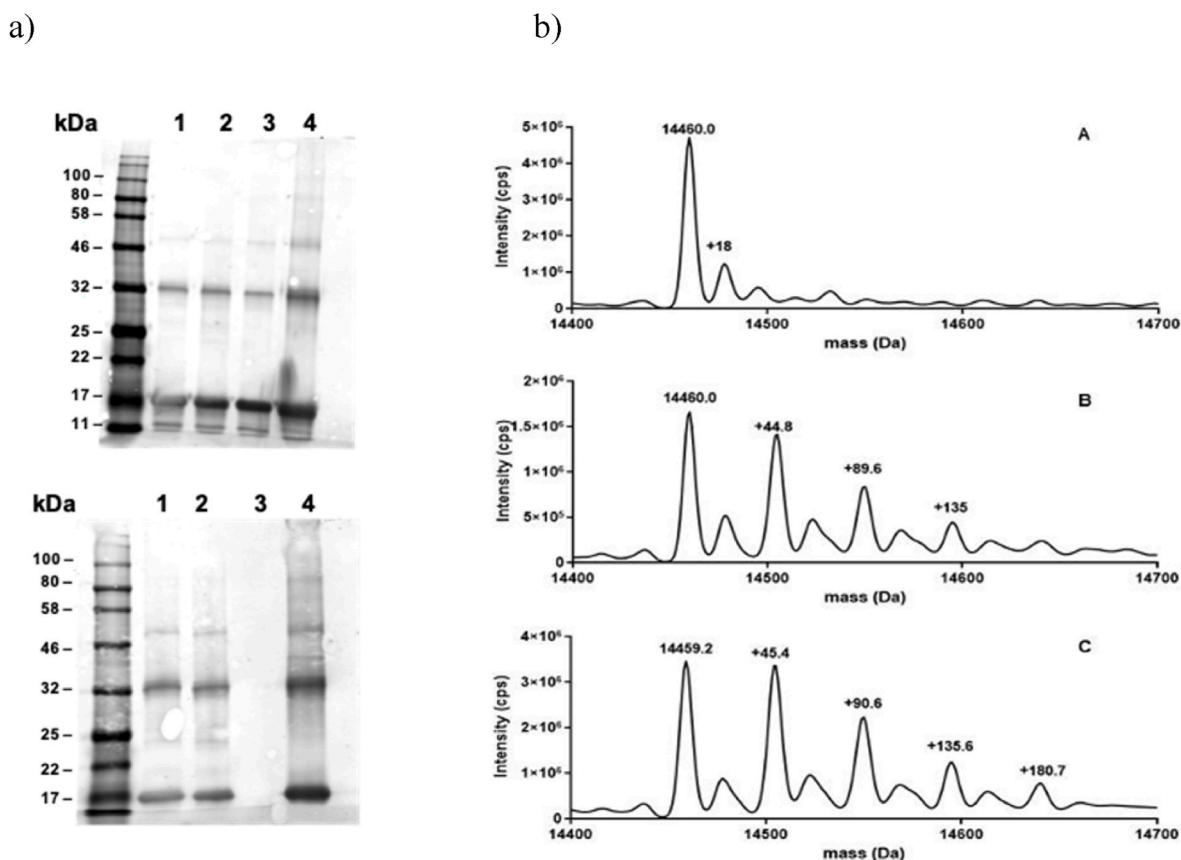 a)
b)
kDa 1 2 3 4
100 –
80 –
58 –
46 –
32 –
25 –
22 –
17 –
11 –
kDa 1 2 3 4
100 –
80 –
58 –
46 –
32 –
25 –
22 –
17 –
A
Intensity (cps)
5×10⁶
4×10⁶
3×10⁶
2×10⁶
1×10⁶
0
14460.0
+18
14400 14500 14600 14700
mass (Da)
B
Intensity (cps)
2×10⁶
1.5×10⁶
1×10⁶
5×10⁵
0
14460.0
+44.8
+89.6
+135
14400 14500 14600 14700
mass (Da)
C
Intensity (cps)
4×10⁶
3×10⁶
2×10⁶
1×10⁶
0
14459.2
+45.4
+90.6
+135.6
+180.7
14400 14500 14600 14700
mass (Da)